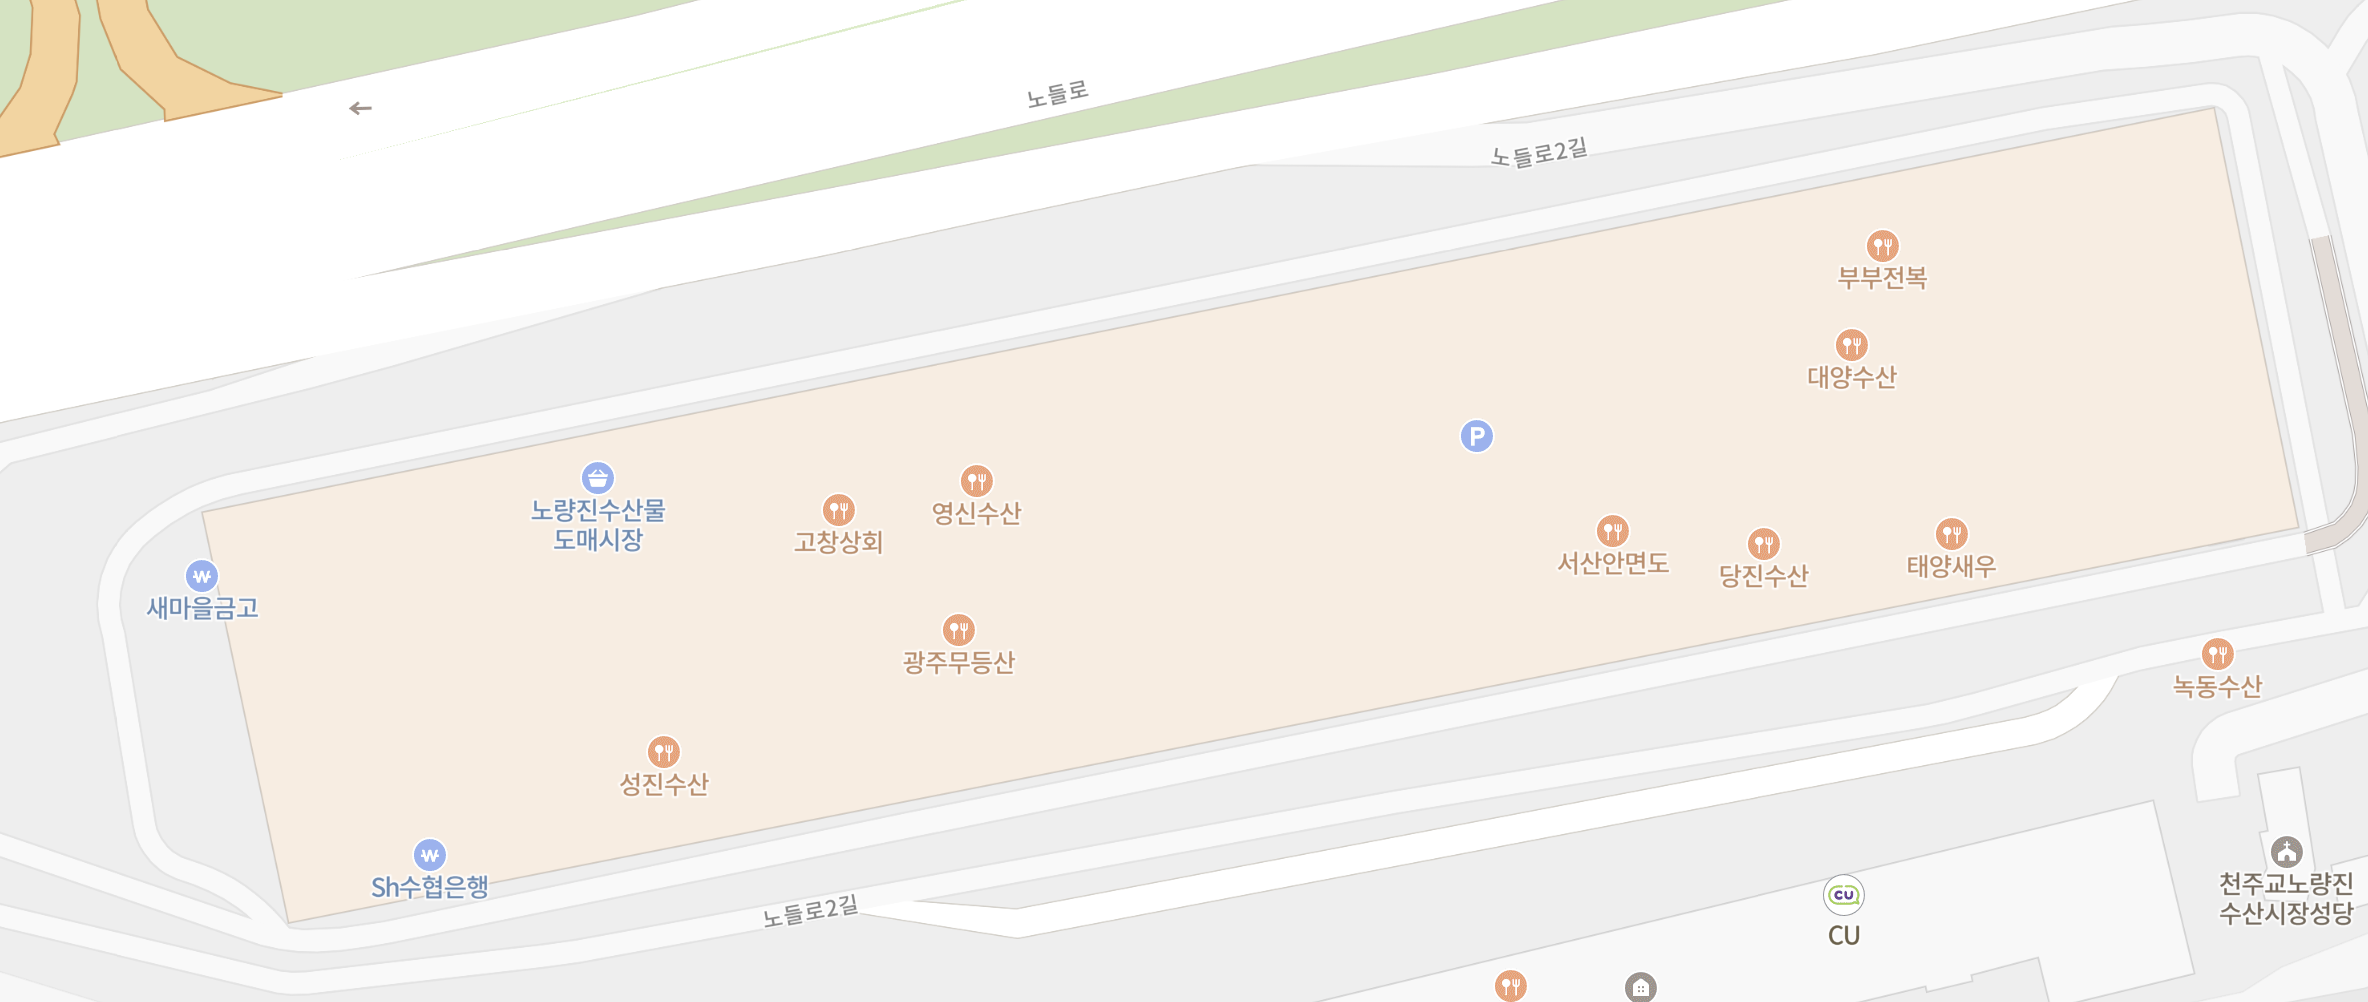 노들로
노들로2길
부부전복
대양수산
P
노량진수산물
도매시장
고창상회
영신수산
서산안면도
당진수산
태양새우
₩
새마을금고
광주무등산
녹동수산
성진수산
₩
Sh수협은행
노들로2길
CU
CU
천주교노량진
수산시장성당